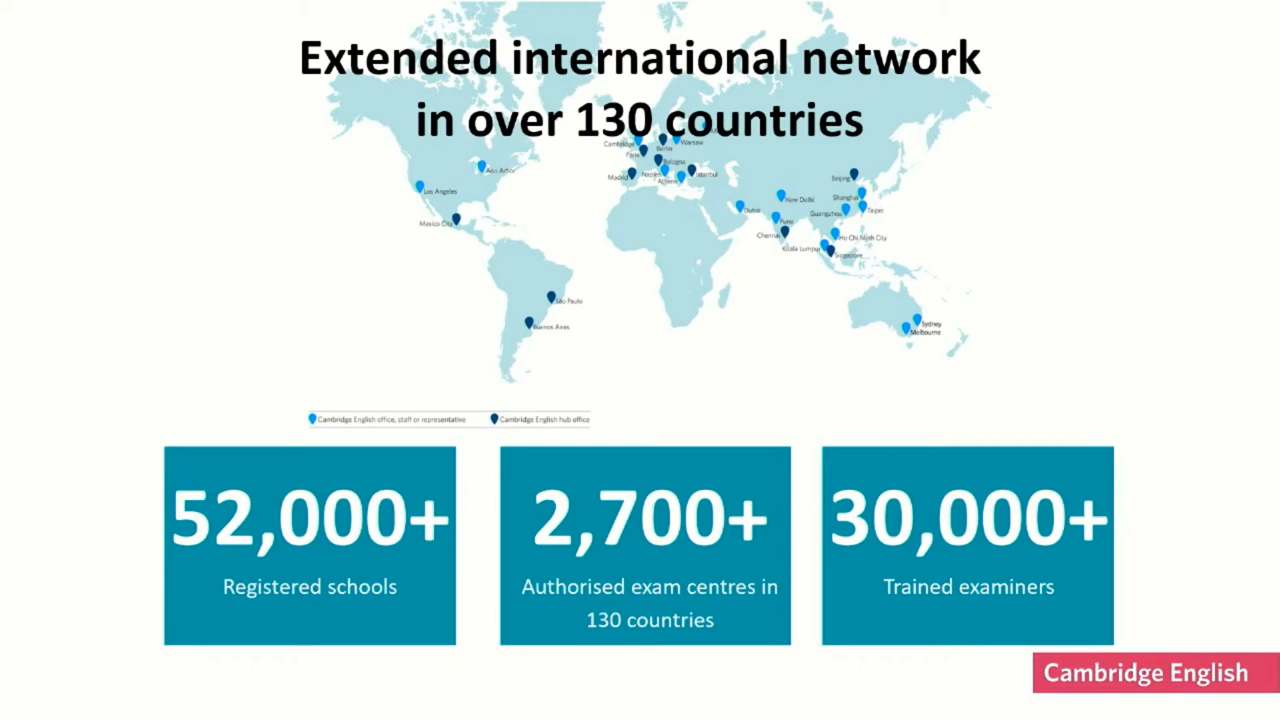 Extended international network
in over 130 countries
Cambridge
Berlin
Warsaw
Paris
Bologna
Madrid
Naples
Athens
Istanbul
Ann Arbor
Los Angeles
Mexico City
Beijing
Shanghai
New Delhi
Dubai
Guangzhou
Taipei
Pune
Chennai
Ho Chi Minh City
Kuala Lumpur
Singapore
São Paulo
Buenos Aires
Sydney
Melbourne
Cambridge English office, staff or representative
Cambridge English hub office
52,000+
Registered schools
2,700+
Authorised exam centres in
130 countries
30,000+
Trained examiners
Cambridge English